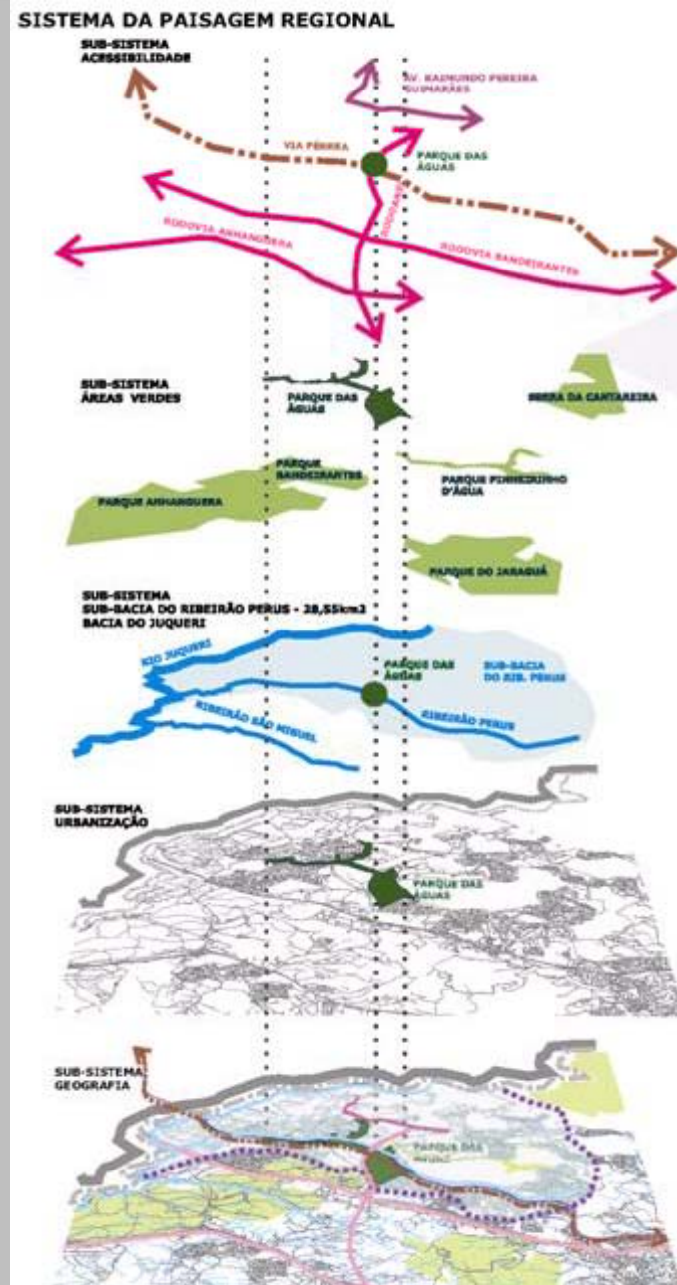 SISTEMA DA PAISAGEM REGIONAL
SUB-SISTEMA
ACESSIBILIDADE
AV. RAIMUNDO PEREIRA
GUIMARÃES
VIA FÉRREA
PARQUE DAS
ÁGUAS
RODOANEL
RODOVIA ANHANGUERA
RODOVIA BANDEIRANTES
SUB-SISTEMA
ÁREAS VERDES
PARQUE DAS
ÁGUAS
SERRA DA CANTAREIRA
PARQUE
BANDEIRANTES
PARQUE ANHANGUERA
PARQUE PINHEIRINHO
D'ÁGUA
PARQUE DO JARAGUÁ
SUB-SISTEMA
SUB-BACIA DO RIBEIRÃO PERUS - 28,55km2
BACIA DO JUQUERI
RIO JUQUERI
PARQUE DAS
ÁGUAS
SUB-BACIA
DO RIB. PERUS
RIBEIRÃO SÃO MIGUEL
RIBEIRÃO PERUS
SUB-SISTEMA
URBANIZAÇÃO
PARQUE DAS
ÁGUAS
SUB-SISTEMA
GEOGRAFIA
PARQUE DAS
ÁGUAS